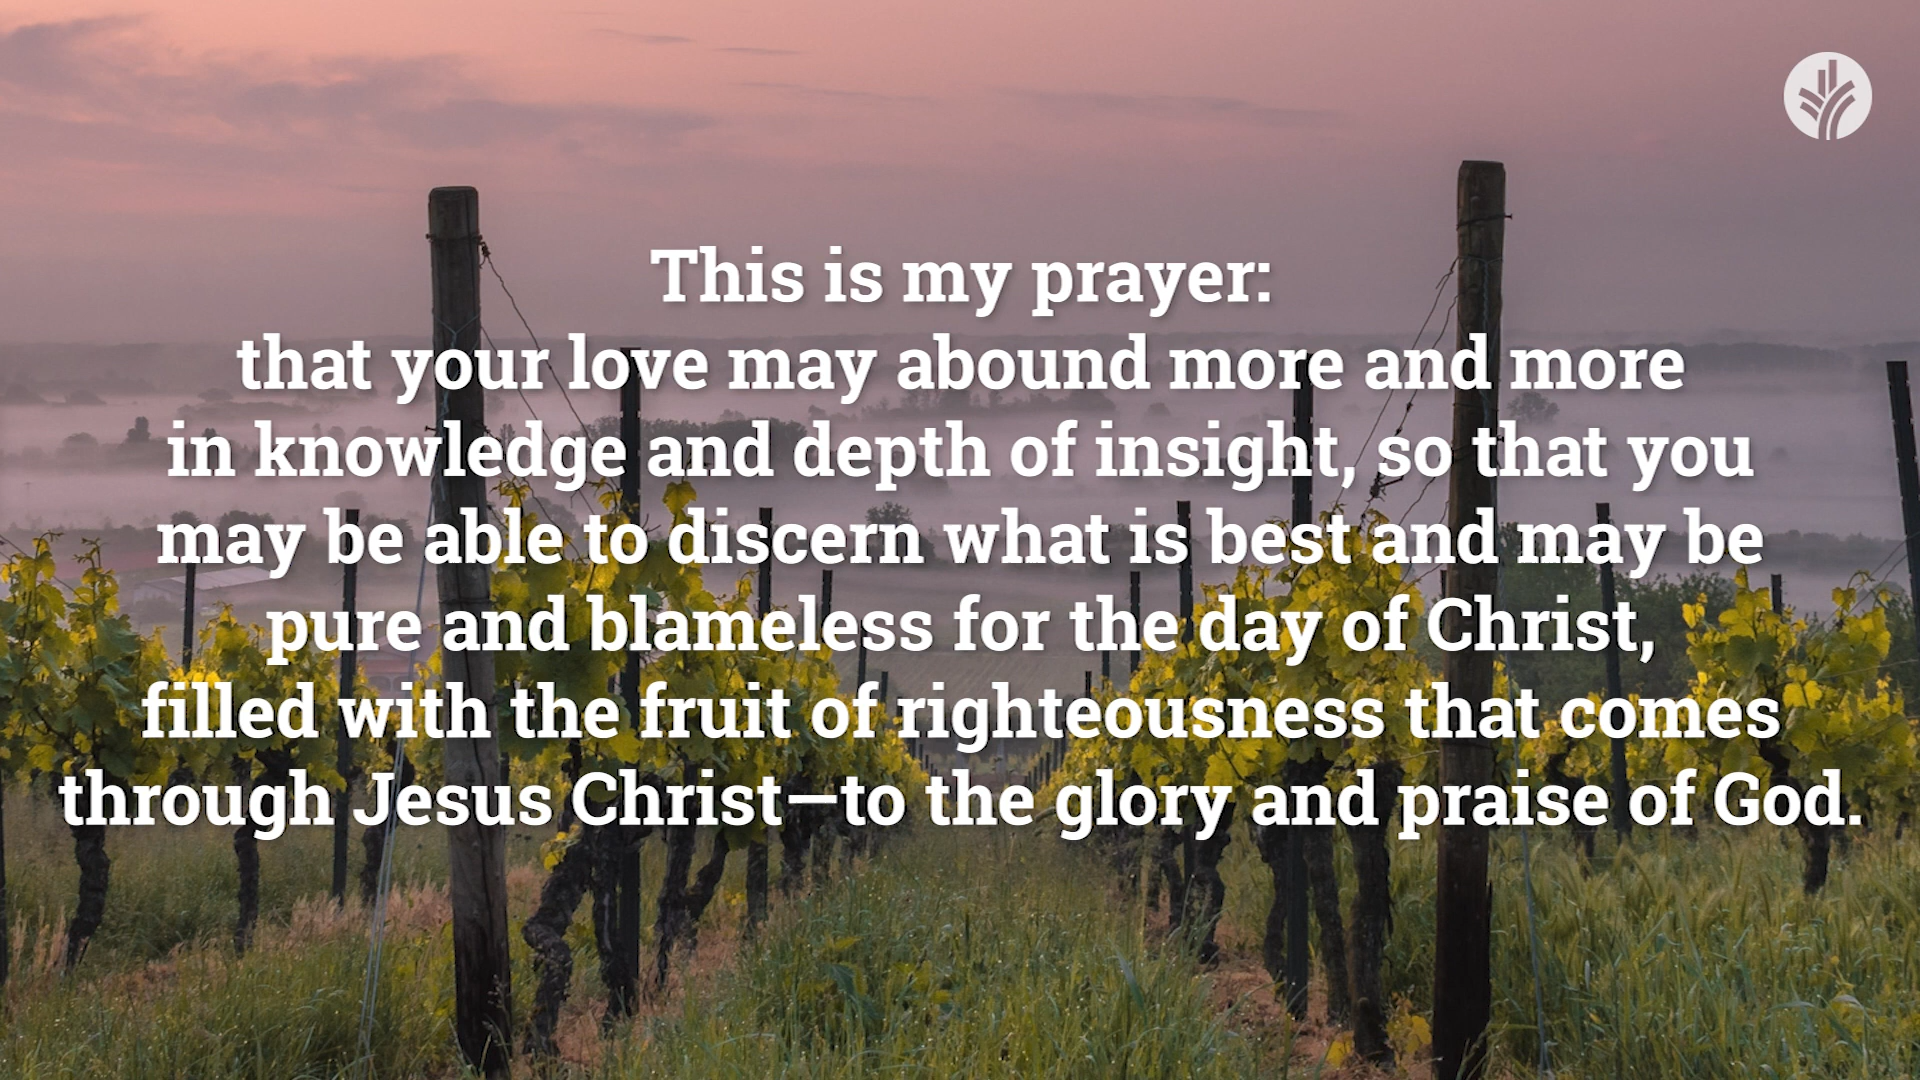 This is my prayer:
that your love may abound more and more
in knowledge and depth of insight, so that you
may be able to discern what is best and may be
pure and blameless for the day of Christ,
filled with the fruit of righteousness that comes
through Jesus Christ—to the glory and praise of God.